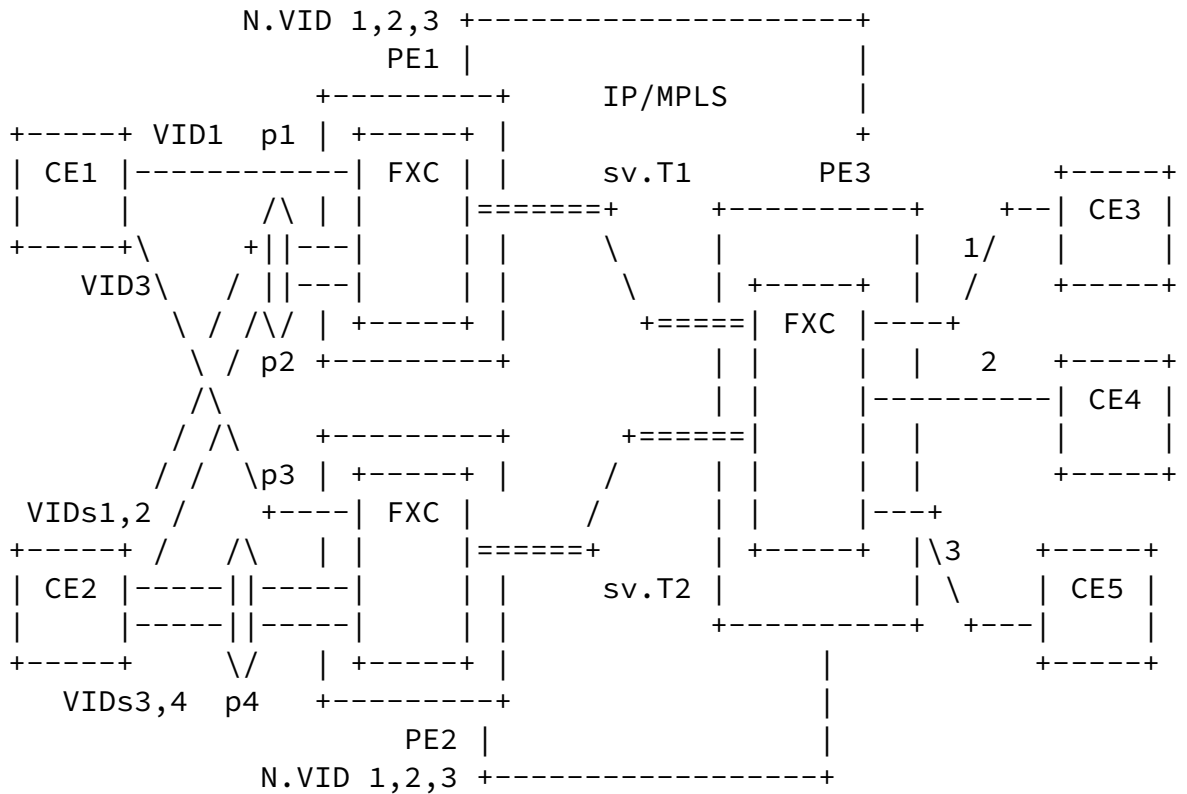 N.VID 1,2,3
PE1
IP/MPLS
VID1 p1
CE1 FXC sv.T1 PE3
CE3
1
VID3
FXC
p2 2
CE4
p3
VIDs1,2 FXC
3
CE2 sv.T2 CE5
VIDs3,4 p4
PE2
N.VID 1,2,3